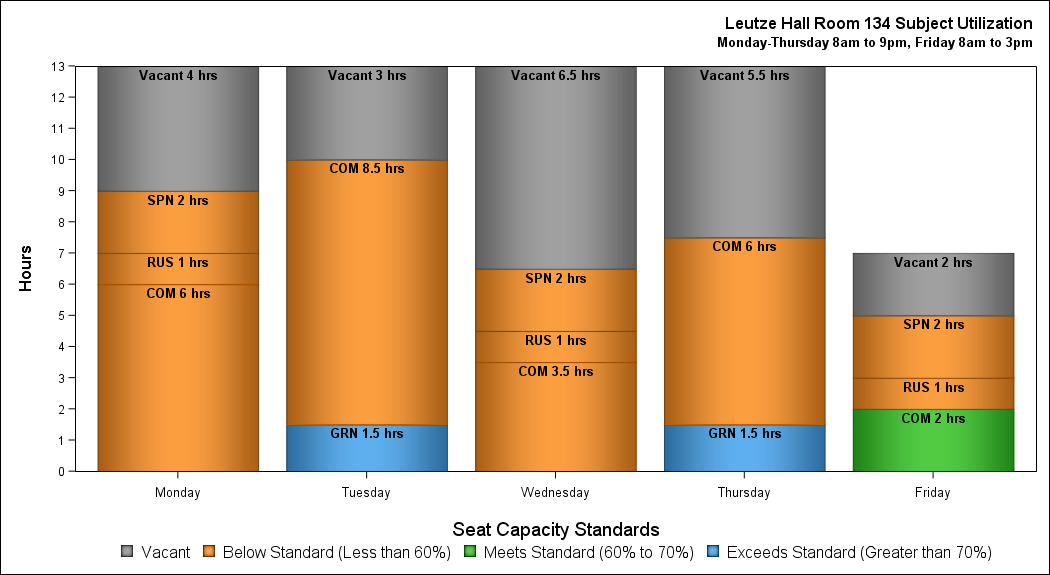 Leutze Hall Room 134 Subject Utilization
Monday-Thursday 8am to 9pm, Friday 8am to 3pm
Hours
13
12
11
10
9
8
7
6
5
4
3
2
1
0
Vacant 4 hrs
SPN 2 hrs
RUS 1 hrs
COM 6 hrs
Vacant 3 hrs
COM 8.5 hrs
GRN 1.5 hrs
Vacant 6.5 hrs
SPN 2 hrs
RUS 1 hrs
COM 3.5 hrs
Vacant 5.5 hrs
COM 6 hrs
GRN 1.5 hrs
Vacant 2 hrs
SPN 2 hrs
RUS 1 hrs
COM 2 hrs
Monday Tuesday Wednesday Thursday Friday
Seat Capacity Standards
Vacant Below Standard (Less than 60%) Meets Standard (60% to 70%) Exceeds Standard (Greater than 70%)